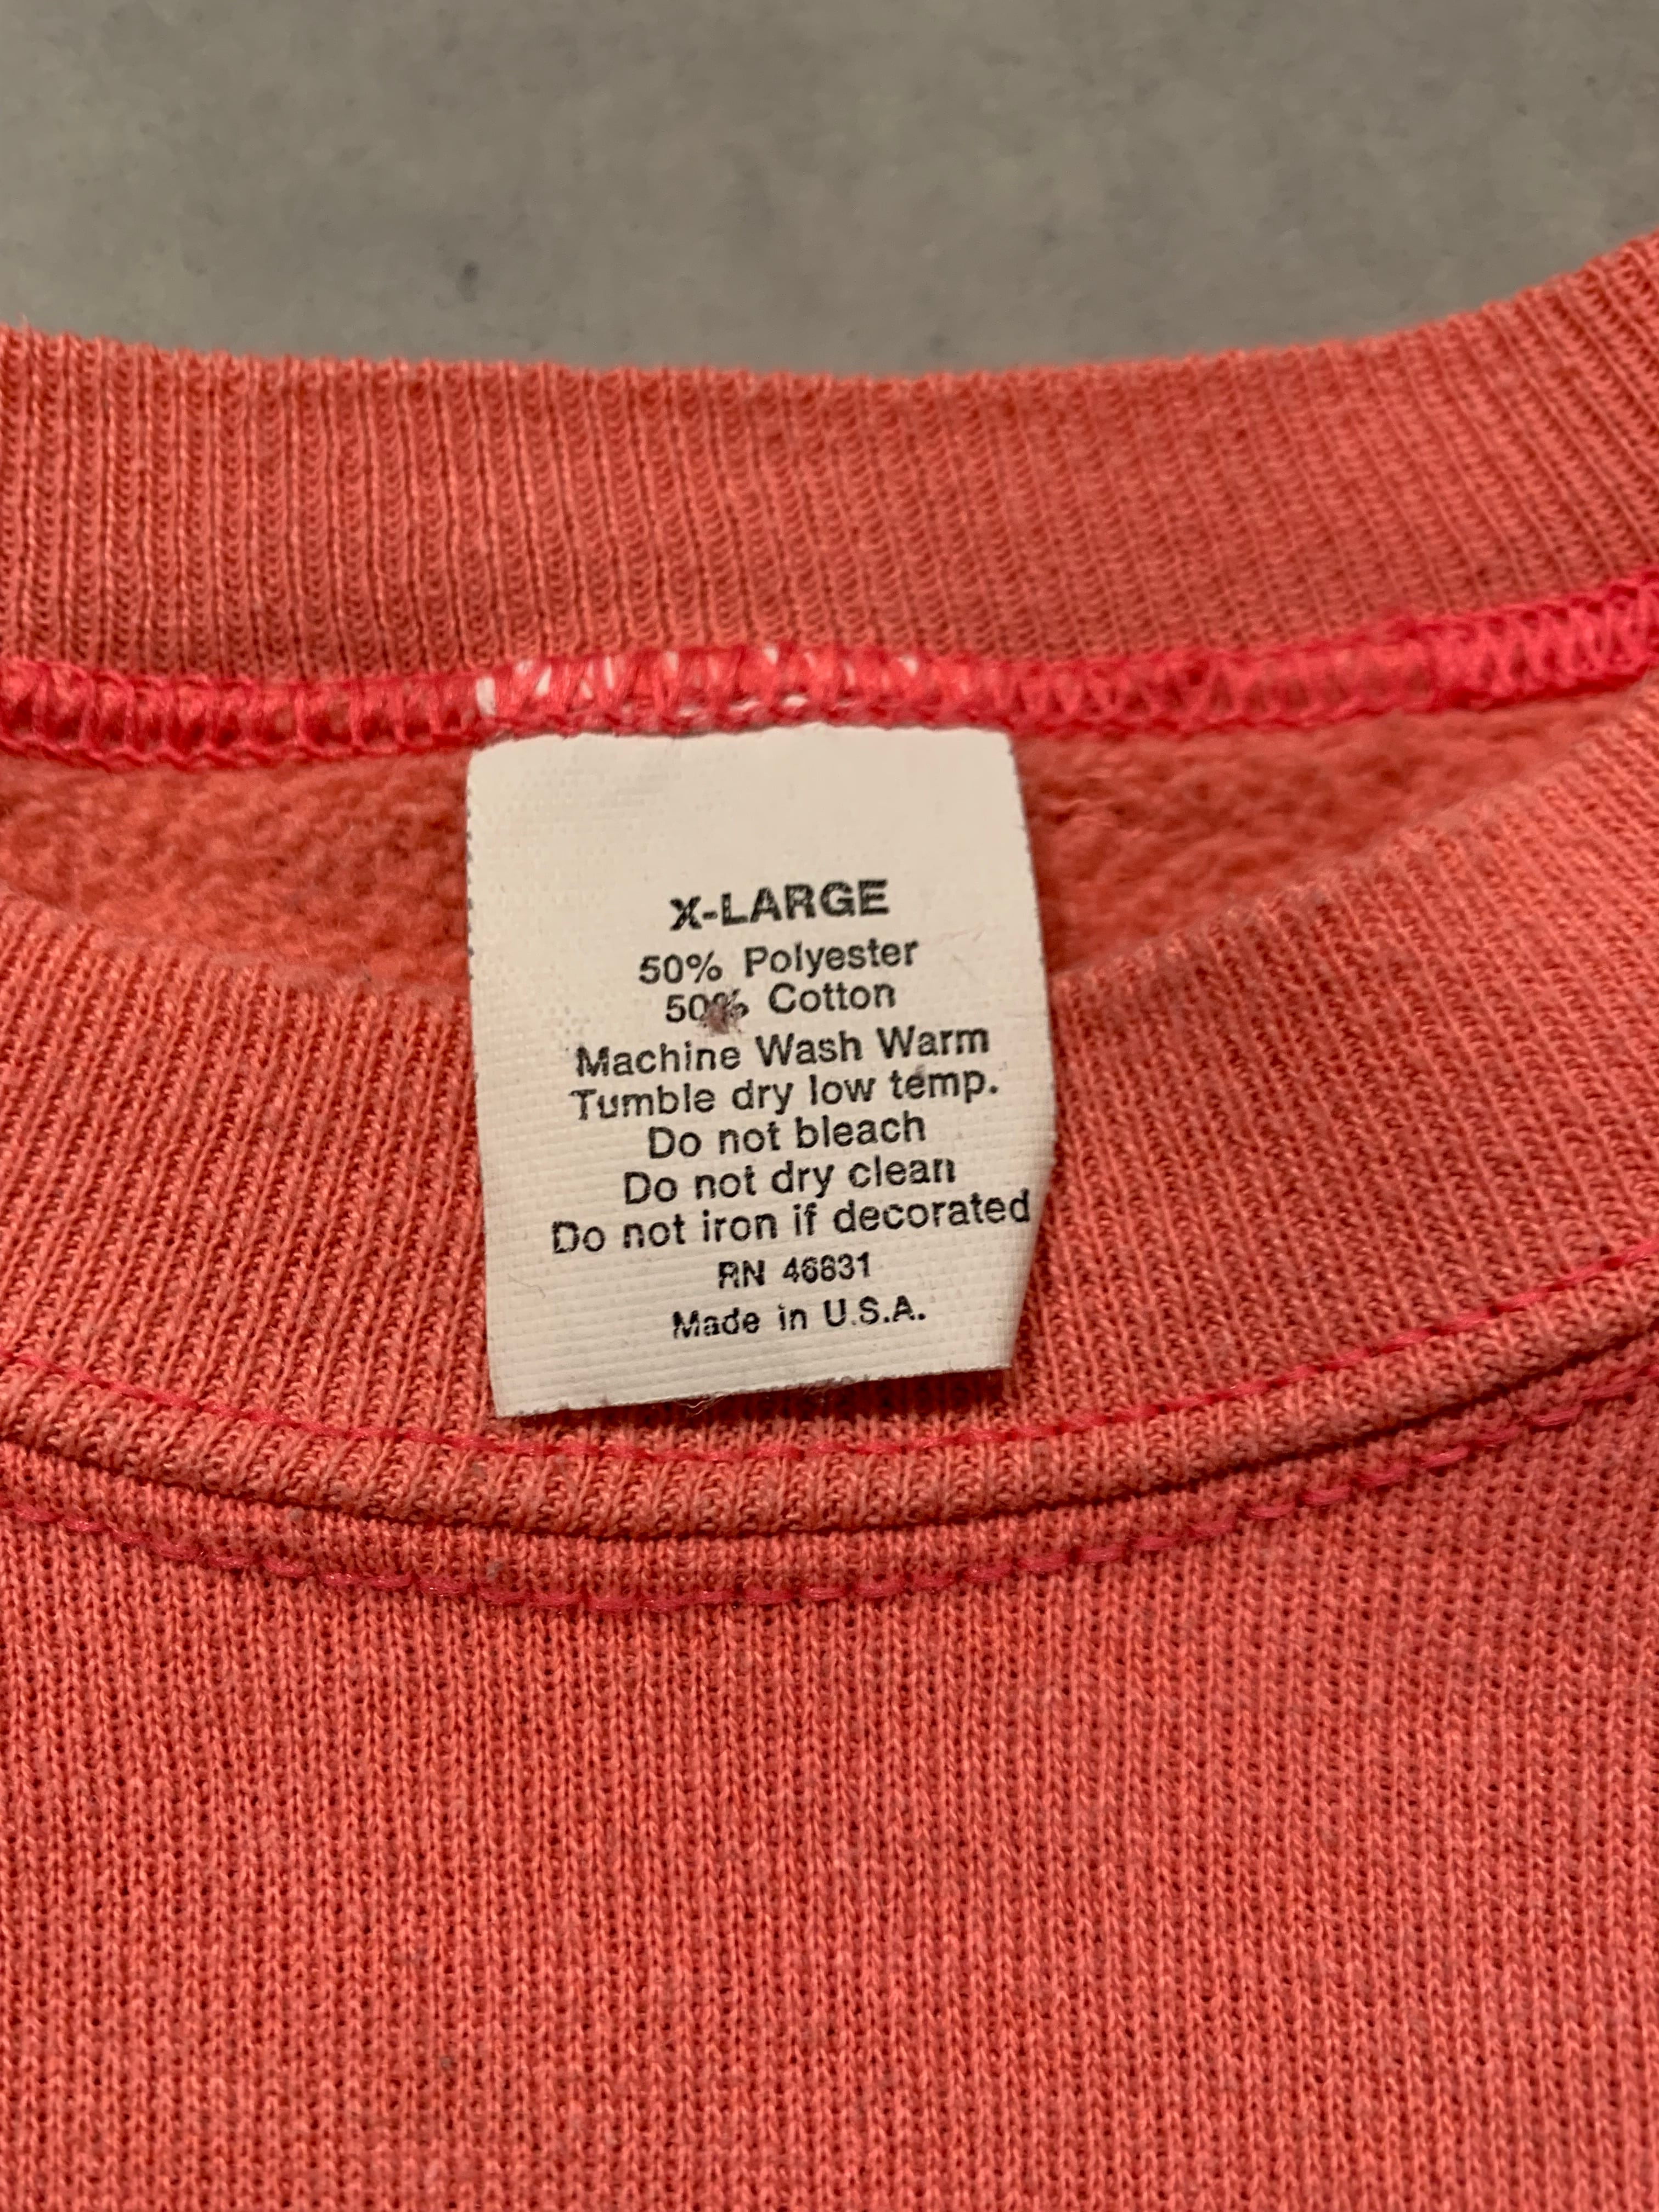 X-LARGE
50% Polyester
50% Cotton
Machine Wash Warm
Tumble dry low temp.
Do not bleach
Do not dry clean
Do not iron if decorated
RN 46831
Made in U.S.A.